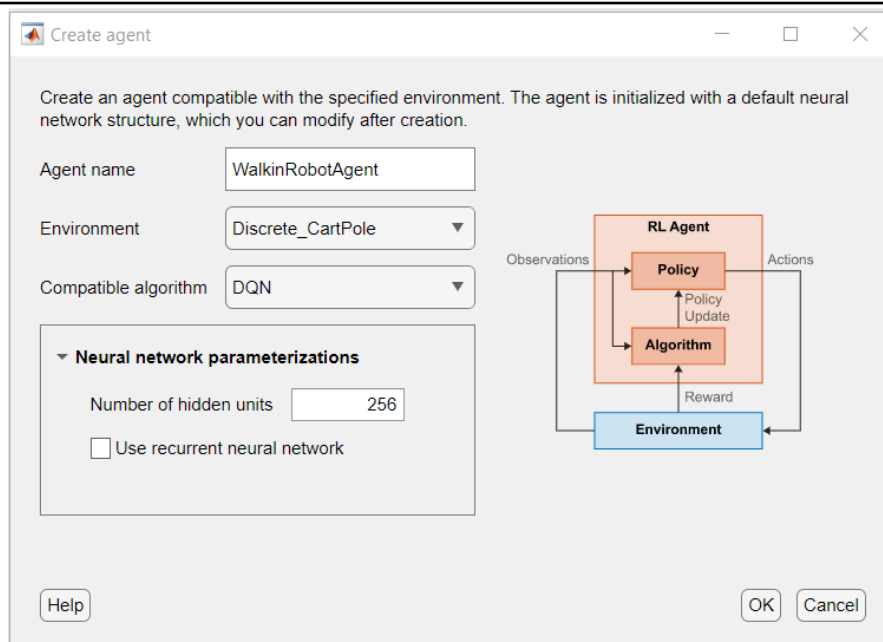 Create agent
Create an agent compatible with the specified environment. The agent is initialized with a default neural
network structure, which you can modify after creation.
Agent name
WalkinRobotAgent
Environment
Discrete_CartPole
Compatible algorithm
DQN
Neural network parameterizations
Number of hidden units
256
Use recurrent neural network
RL Agent
Observations
Policy
Actions
Policy
Update
Algorithm
Reward
Environment
Help
OK
Cancel